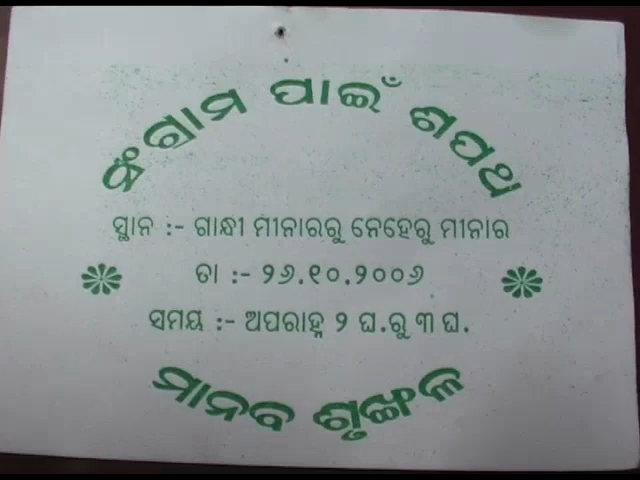 ସଂଗ୍ରାମ ପାଇଁ ଶପଥ
ସ୍ଥାନ :- ଗାନ୍ଧୀ ମୀନାରରୁ ନେହେରୁ ମୀନାର
ତା :- ୨୬.୧୦.୨୦୦୬
ସମୟ :- ଅପରାହ୍ନ ୨ ଘ.ରୁ ୩ ଘ.
ମାନବ ଶୃଙ୍ଖଳ